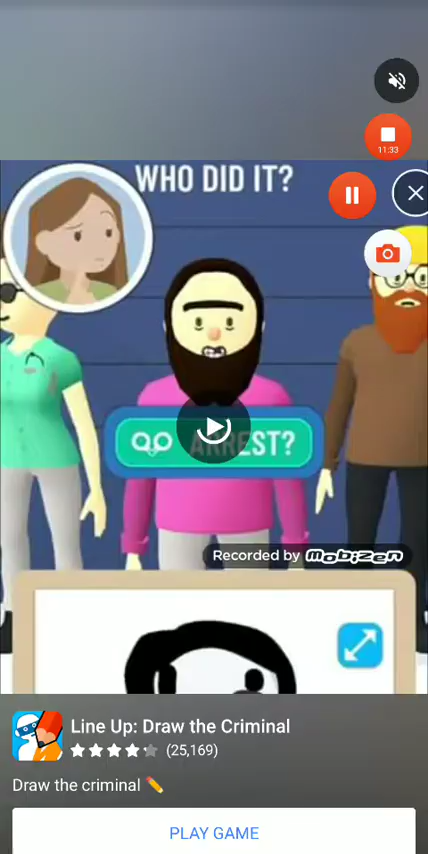 11:33
WHO DID IT?
ARREST?
Recorded by mobizen
Line Up: Draw the Criminal
(25,169)
Draw the criminal ✏️
PLAY GAME